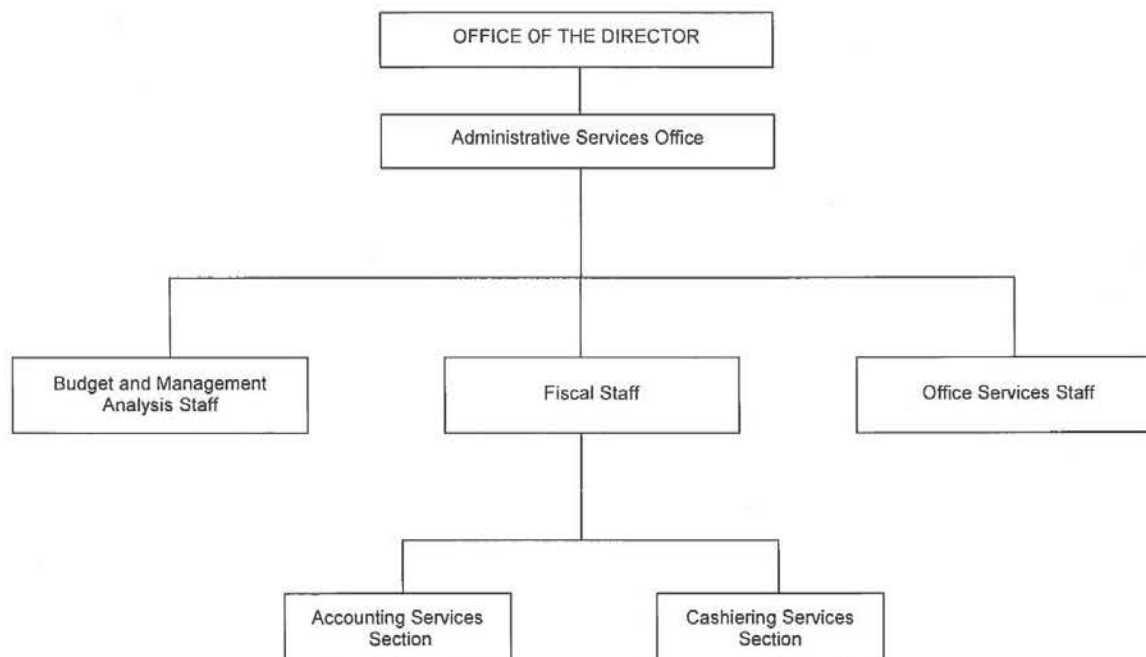 OFFICE OF THE DIRECTOR
Administrative Services Office
Budget and Management
Analysis Staff
Fiscal Staff
Office Services Staff
Accounting Services
Section
Cashiering Services
Section